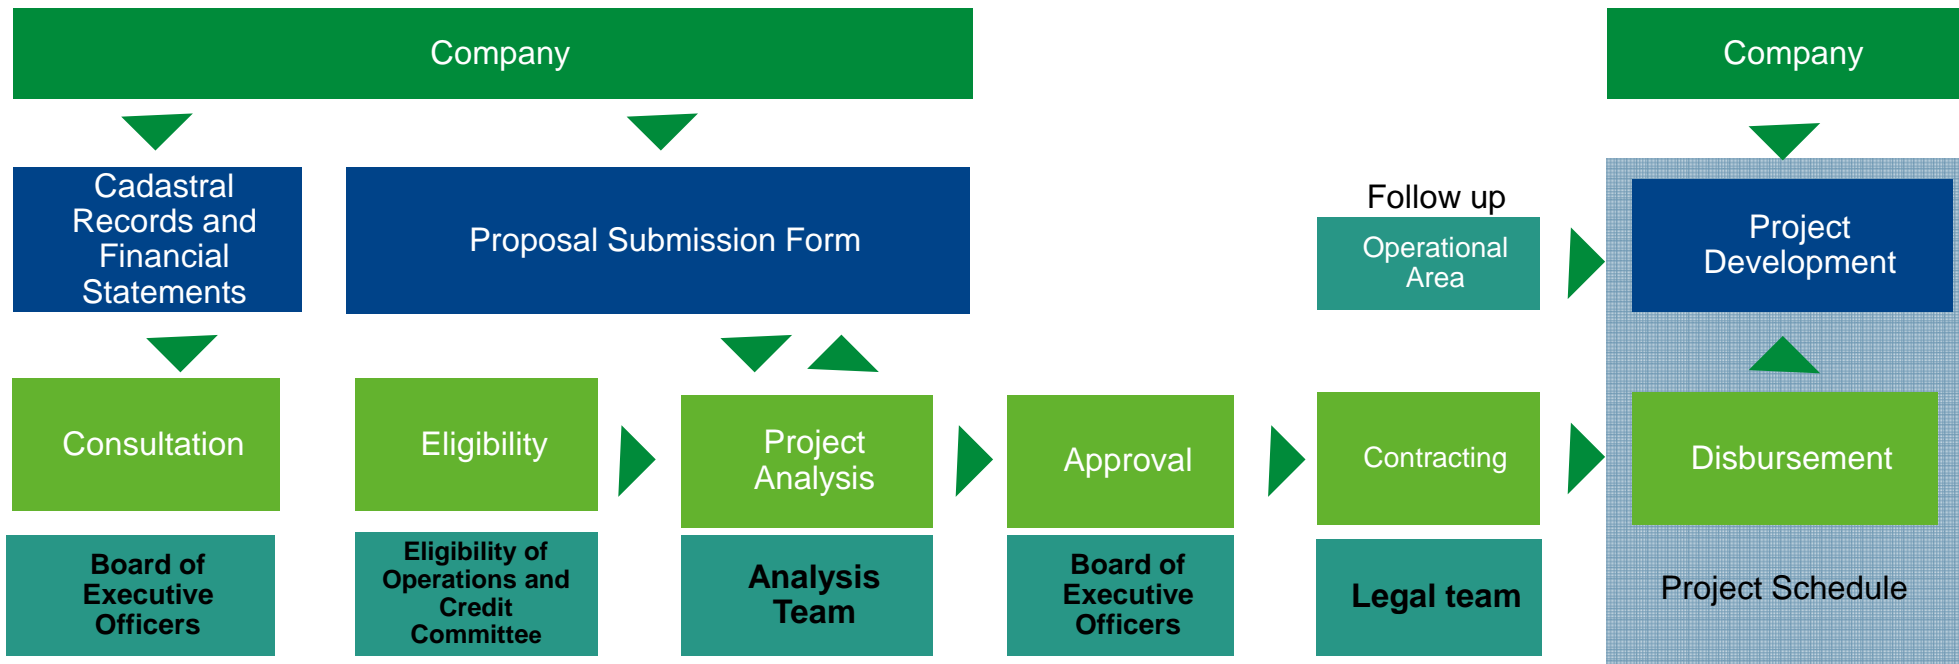 Company
Company
Cadastral
Records and
Financial
Statements
Proposal Submission Form
Follow up
Operational
Area
Project
Development
Consultation
Eligibility
Project
Analysis
Approval
Contracting
Disbursement
Board of
Executive
Officers
Eligibility of
Operations and
Credit
Committee
Analysis
Team
Board of
Executive
Officers
Legal team
Project Schedule